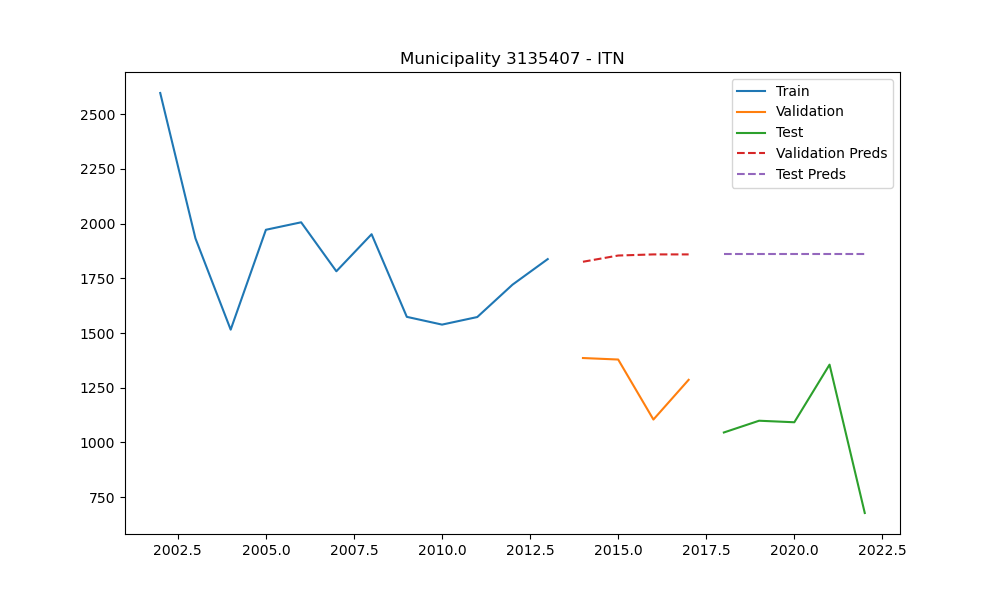 Municipality 3135407 - ITN
Train
Validation
Test
Validation Preds
Test Preds
2500
2250
2000
1750
1500
1250
1000
750
2002.5 2005.0 2007.5 2010.0 2012.5 2015.0 2017.5 2020.0 2022.5